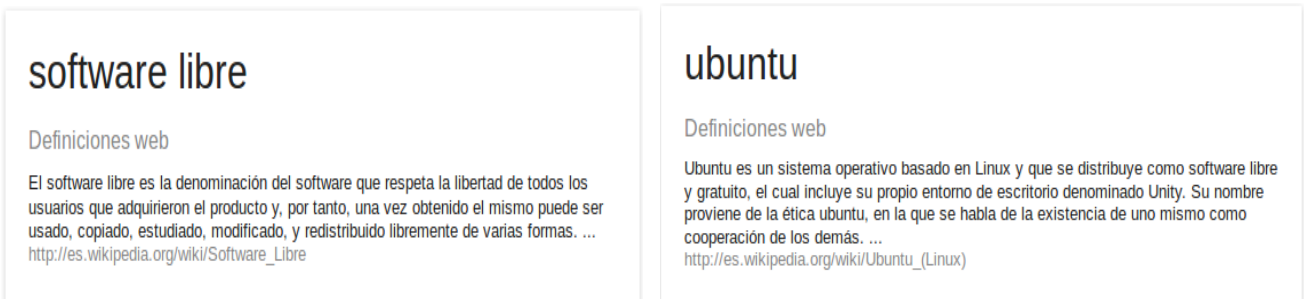 software libre
Definiciones web
El software libre es la denominación del software que respeta la libertad de todos los
usuarios que adquirieron el producto y, por tanto, una vez obtenido el mismo puede ser
usado, copiado, estudiado, modificado, y redistribuido libremente de varias formas. ...
http://es.wikipedia.org/wiki/Software_Libre
ubuntu
Definiciones web
Ubuntu es un sistema operativo basado en Linux y que se distribuye como software libre
y gratuito, el cual incluye su propio entorno de escritorio denominado Unity. Su nombre
proviene de la ética ubuntu, en la que se habla de la existencia de uno mismo como
cooperación de los demás. ...
http://es.wikipedia.org/wiki/Ubuntu_(Linux)